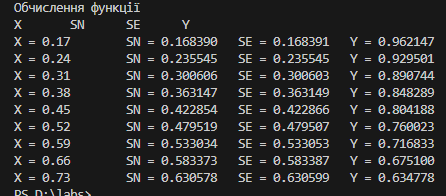 Обчислення функції
X SN SE Y
X = 0.17 SN = 0.168390 SE = 0.168391 Y = 0.962147
X = 0.24 SN = 0.235545 SE = 0.235545 Y = 0.929501
X = 0.31 SN = 0.300606 SE = 0.300603 Y = 0.890744
X = 0.38 SN = 0.363147 SE = 0.363149 Y = 0.848289
X = 0.45 SN = 0.422854 SE = 0.422866 Y = 0.804188
X = 0.52 SN = 0.479519 SE = 0.479507 Y = 0.760023
X = 0.59 SN = 0.533034 SE = 0.533053 Y = 0.716833
X = 0.66 SN = 0.583373 SE = 0.583387 Y = 0.675100
X = 0.73 SN = 0.630578 SE = 0.630599 Y = 0.634778
PS D:\labs>